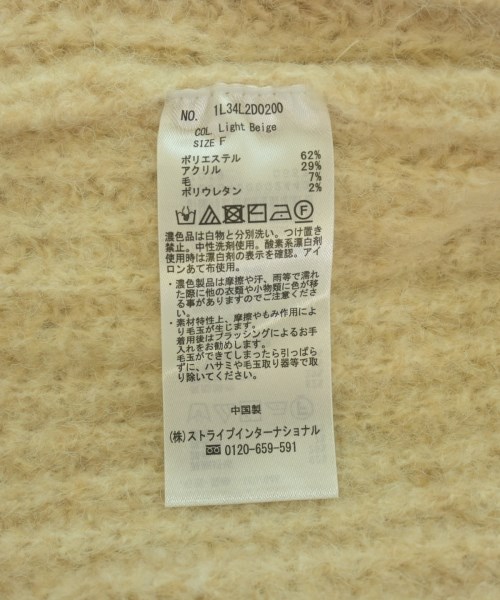 NO. 1L34L2D0200
COL. Light Beige
SIZE F
ポリエステル 62%
アクリル 29%
毛 7%
ポリウレタン 2%
濃色品は白物と分別洗い。つけ置き
禁止。中性洗剤使用。酸素系漂白剤
使用時は漂白剤の表示を確認。アイ
ロンあて布使用。
・濃色製品は摩擦や汗、雨等で濡れ
た際に他の衣類や小物類に色が移
る事がありますのでご注意くださ
い。
・素材特性上、摩擦やもみ作用によ
り毛玉が生じます。
着用後はブラッシングによるお手
入れをお勧めします。
毛玉ができてしまったら引っぱら
ずに、ハサミや毛玉取り器等で取
り除いてください。
中国製
(株)ストライプインターナショナル
0120-659-591